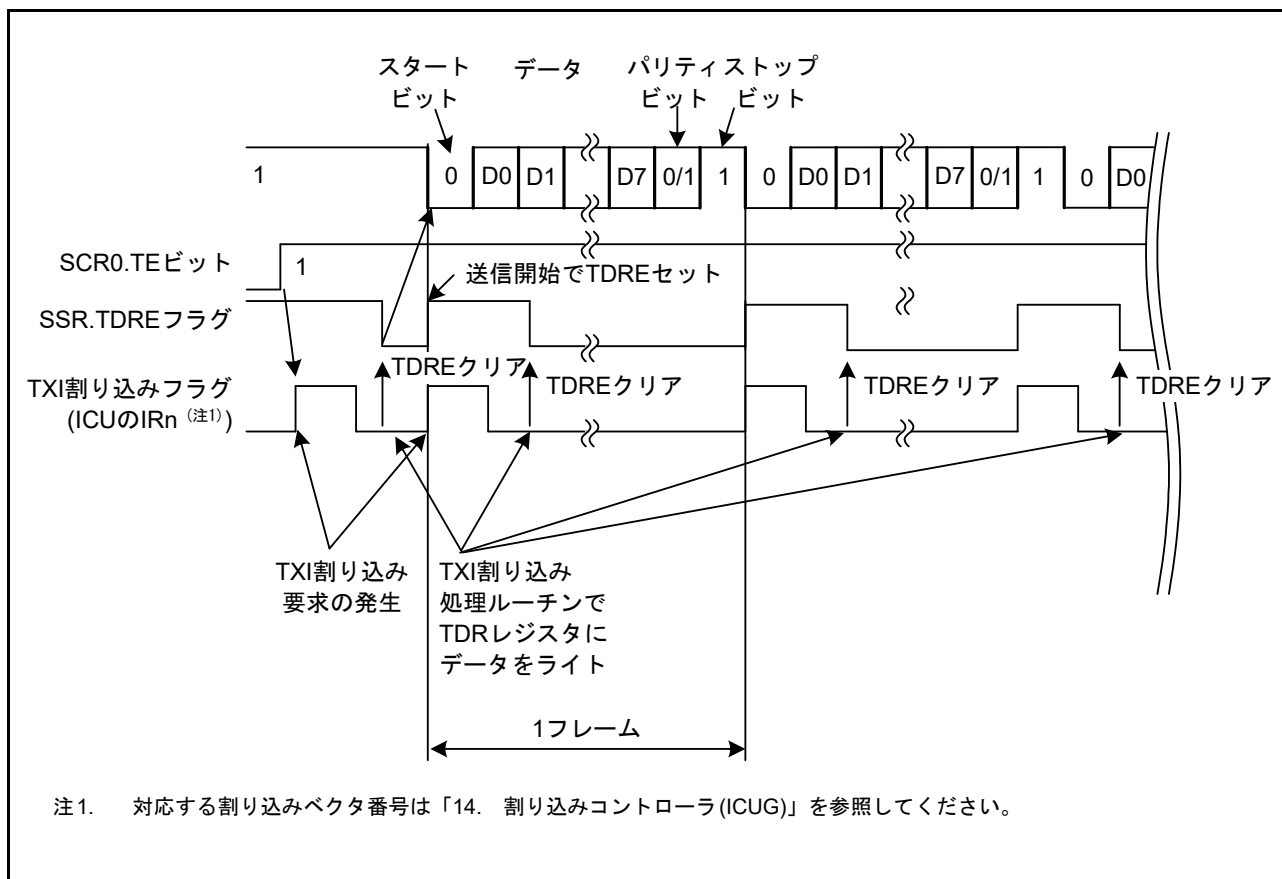 スタート
ビット
データ
パリティ
ビット
ストップ
ビット
1
0 D0 D1 D7 0/1 1 0 D0 D1 D7 0/1 1 0 D0
SCR0.TEビット
1
送信開始でTDREセット
SSR.TDREフラグ
TDREクリア
TDREクリア
TDREクリア
TDREクリア
TXI割り込みフラグ
(ICUのIRn (注1))
TXI割り込み
要求の発生
TXI割り込み
処理ルーチンで
TDRレジスタに
データをライト
1フレーム
注1. 対応する割り込みベクタ番号は「14. 割り込みコントローラ(ICUG)」を参照してください。